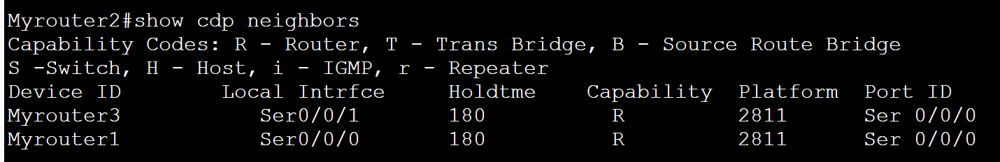 Myrouter2#show cdp neighbors
Capability Codes: R - Router, T - Trans Bridge, B - Source Route Bridge
S -Switch, H - Host, i - IGMP, r - Repeater
Device ID        Local Intrfce     Holdtme    Capability  Platform  Port ID
Myrouter3           Ser0/0/1       180          R         2811      Ser 0/0/0
Myrouter1           Ser0/0/0       180          R         2811      Ser 0/0/0